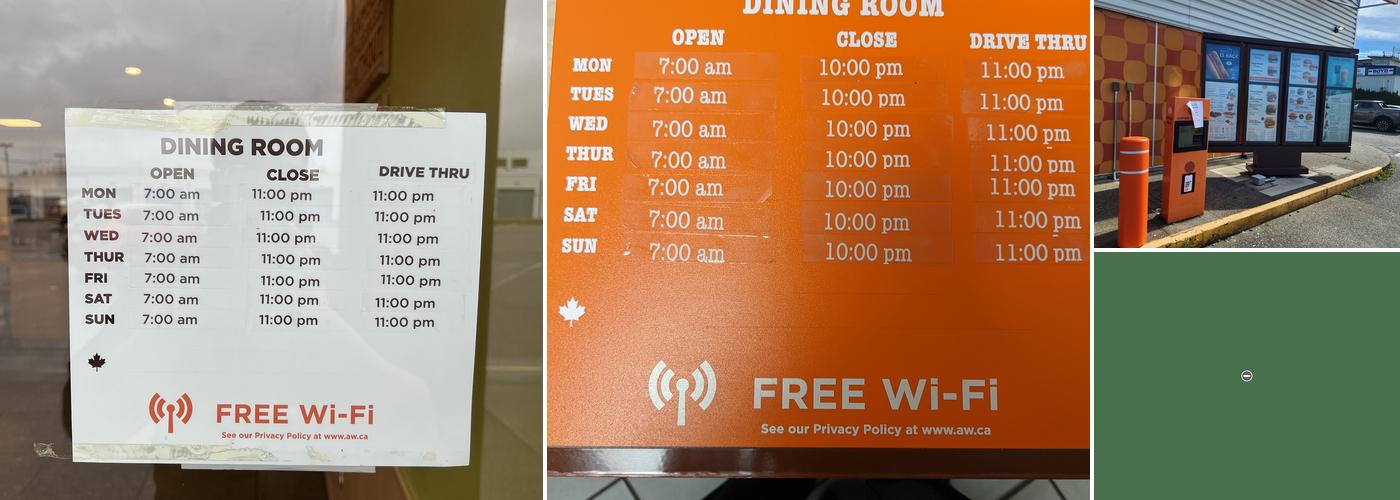 DINING ROOM
OPEN CLOSE DRIVE THRU
MON 7:00 am 11:00 pm 11:00 pm
TUES 7:00 am 11:00 pm 11:00 pm
WED 7:00 am 11:00 pm 11:00 pm
THUR 7:00 am 11:00 pm 11:00 pm
FRI 7:00 am 11:00 pm 11:00 pm
SAT 7:00 am 11:00 pm 11:00 pm
SUN 7:00 am 11:00 pm 11:00 pm
FREE Wi-Fi
See our Privacy Policy at www.aw.ca
DINING ROOM
OPEN CLOSE DRIVE THRU
MON 7:00 am 10:00 pm 11:00 pm
TUES 7:00 am 10:00 pm 11:00 pm
WED 7:00 am 10:00 pm 11:00 pm
THUR 7:00 am 10:00 pm 11:00 pm
FRI 7:00 am 10:00 pm 11:00 pm
SAT 7:00 am 10:00 pm 11:00 pm
SUN 7:00 am 10:00 pm 11:00 pm
FREE Wi-Fi
See our Privacy Policy at www.aw.ca